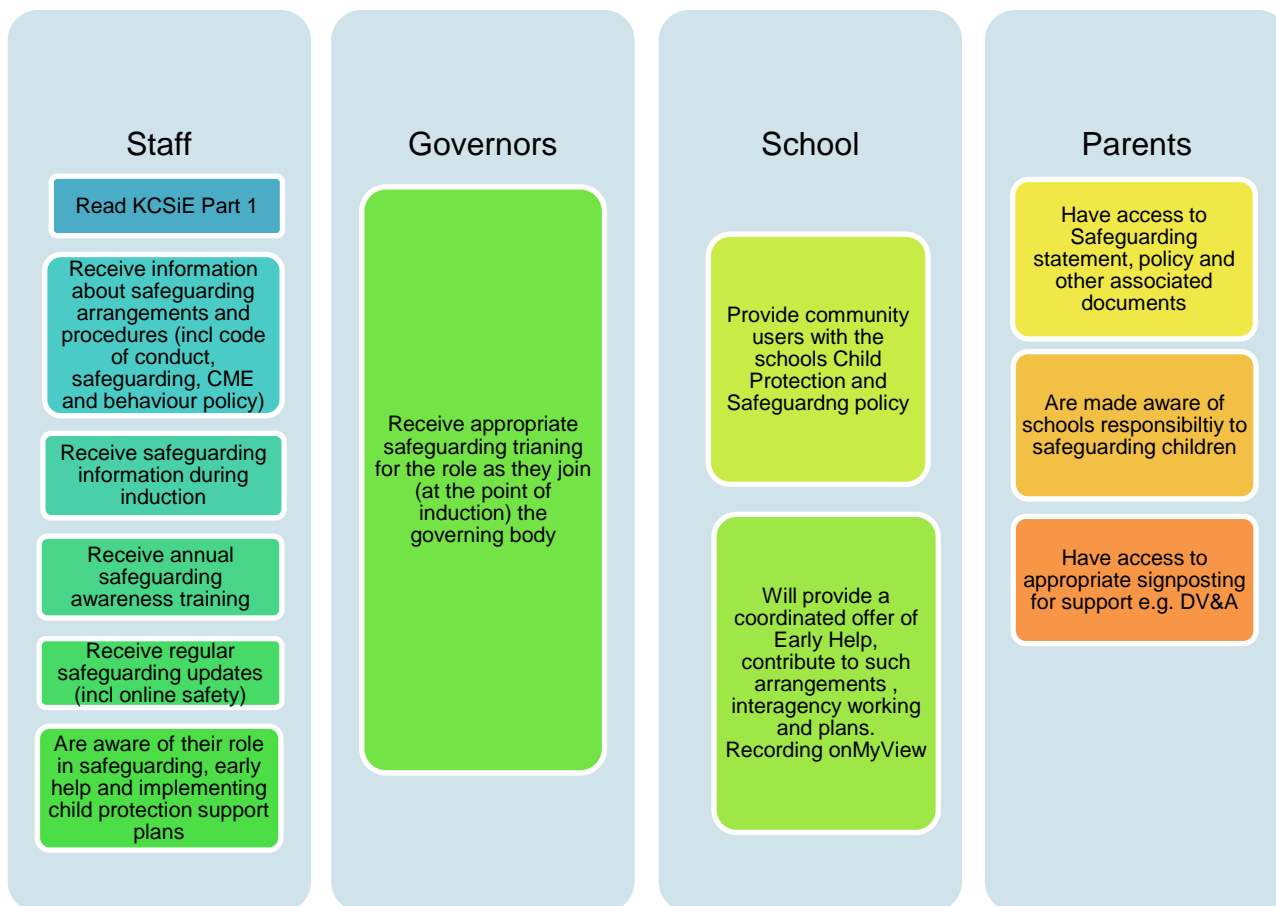 Staff
Read KCSiE Part 1
Receive information
about safeguarding
arrangements and
procedures (incl code
of conduct,
safeguarding, CME
and behaviour policy)
Receive safeguarding
information during
induction
Receive annual
safeguarding
awareness training
Receive regular
safeguarding updates
(incl online safety)
Are aware of their role
in safeguarding, early
help and implementing
child protection support
plans
Governors
Receive appropriate
safeguarding trianing
for the role as they join
(at the point of
induction) the
governing body
School
Provide community
users with the
schools Child
Protection and
Safeguardng policy
Will provide a
coordinated offer of
Early Help,
contribute to such
arrangements ,
interagency working
and plans.
Recording onMyView
Parents
Have access to
Safeguarding
statement, policy and
other associated
documents
Are made aware of
schools responsibiltiy to
safeguarding children
Have access to
appropriate signposting
for support e.g. DV&A